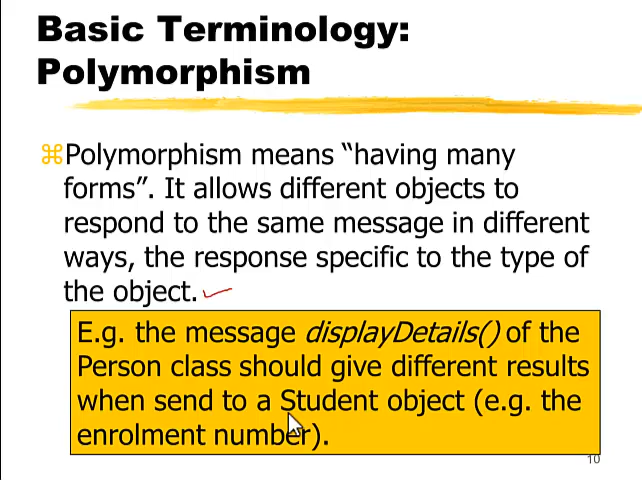 Basic Terminology:
Polymorphism
⌘Polymorphism means “having many
forms”. It allows different objects to
respond to the same message in different
ways, the response specific to the type of
the object.
E.g. the message displayDetails() of the
Person class should give different results
when send to a Student object (e.g. the
enrolment number).
10